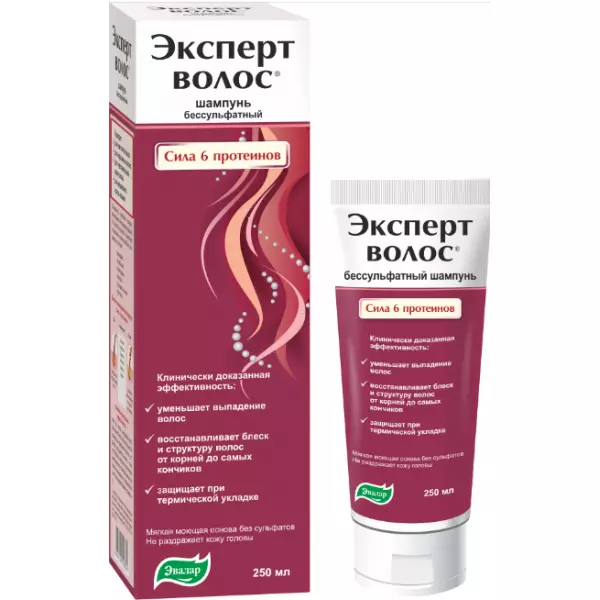 Эксперт
волос®
шампунь
бессульфатный
Сила 6 протеинов
Клинически доказанная
эффективность:
уменьшает выпадение
волос
восстанавливает блеск
и структуру волос
от корней до самых
кончиков
защищает при
термической укладке
Мягкая моющая основа без сульфатов
Не раздражает кожу головы
Эвалар
250 мл
Эксперт
волос®
бессульфатный шампунь
Сила 6 протеинов
Клинически доказанная
эффективность:
уменьшает выпадение
волос
восстанавливает блеск
и структуру волос
от корней до самых
кончиков
защищает при
термической укладке
Мягкая моющая основа без сульфатов
Не раздражает кожу головы
Эвалар
250 мл